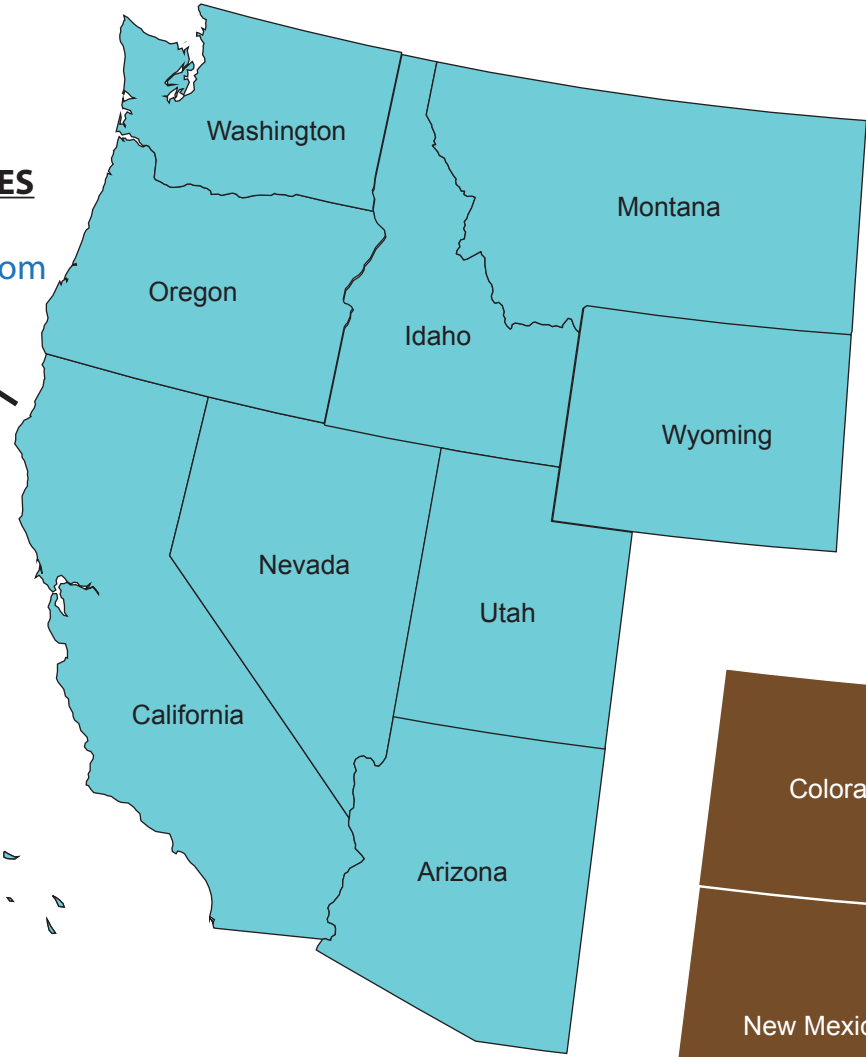 Washington
ES
Montana
om
Oregon
Idaho
Wyoming
Nevada
Utah
California
Colora
Arizona
New Mexic